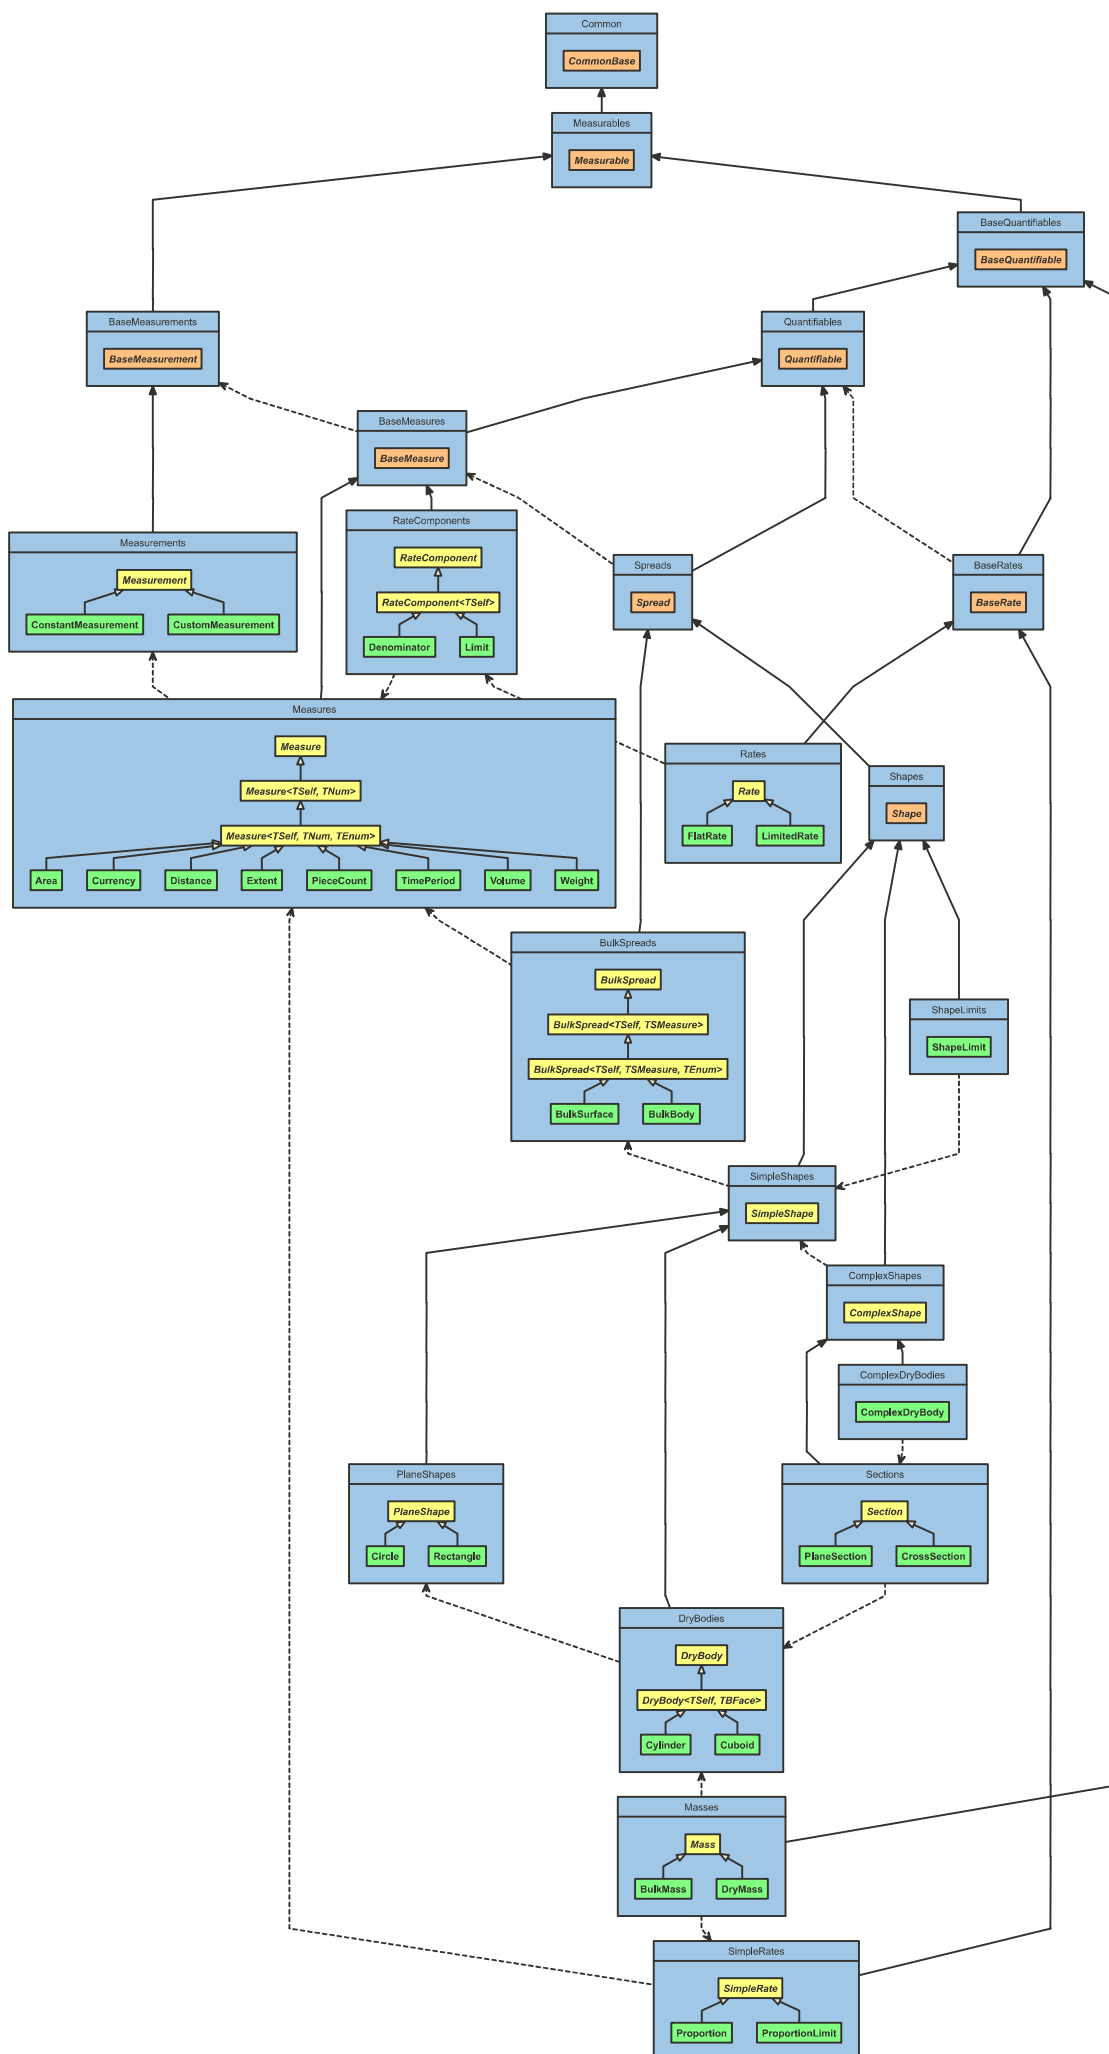 Common
CommonBase
Measurables
Measurable
BaseQuantifiables
BaseQuantifiable
BaseMeasurements
BaseMeasurement
Quantifiables
Quantifiable
BaseMeasures
BaseMeasure
Measurements
Measurement
ConstantMeasurement
CustomMeasurement
RateComponents
RateComponent
RateComponent<TSelf>
Denominator
Limit
Spreads
Spread
BaseRates
BaseRate
Measures
Measure
Measure<TSelf, TNum>
Measure<TSelf, TNum, TEnum>
Area
Currency
Distance
Extent
PieceCount
TimePeriod
Volume
Weight
Rates
Rate
FlatRate
LimitedRate
Shapes
Shape
BulkSpreads
BulkSpread
BulkSpread<TSelf, TSMeasure>
BulkSpread<TSelf, TSMeasure, TEnum>
BulkSurface
BulkBody
ShapeLimits
ShapeLimit
SimpleShapes
SimpleShape
ComplexShapes
ComplexShape
ComplexDryBodies
ComplexDryBody
PlaneShapes
PlaneShape
Circle
Rectangle
Sections
Section
PlaneSection
CrossSection
DryBodies
DryBody
DryBody<TSelf, TBFace>
Cylinder
Cuboid
Masses
Mass
BulkMass
DryMass
SimpleRates
SimpleRate
Proportion
ProportionLimit